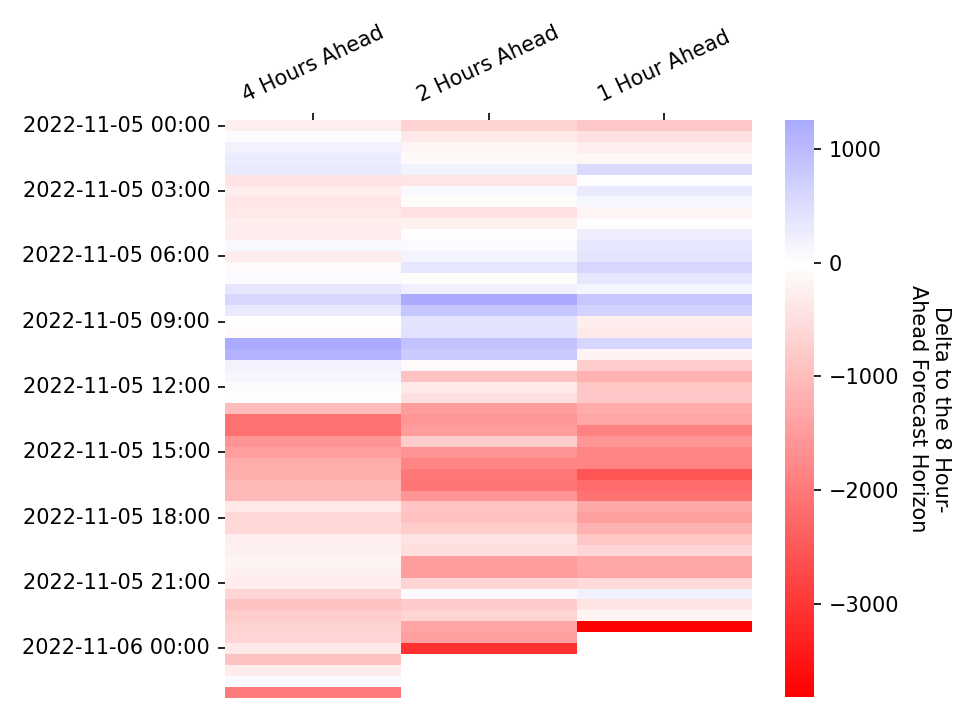 4 Hours Ahead
2 Hours Ahead
1 Hour Ahead
2022-11-05 00:00
2022-11-05 03:00
2022-11-05 06:00
2022-11-05 09:00
2022-11-05 12:00
2022-11-05 15:00
2022-11-05 18:00
2022-11-05 21:00
2022-11-06 00:00
1000
0
−1000
−2000
−3000
Delta to the 8 Hour-
Ahead Forecast Horizon